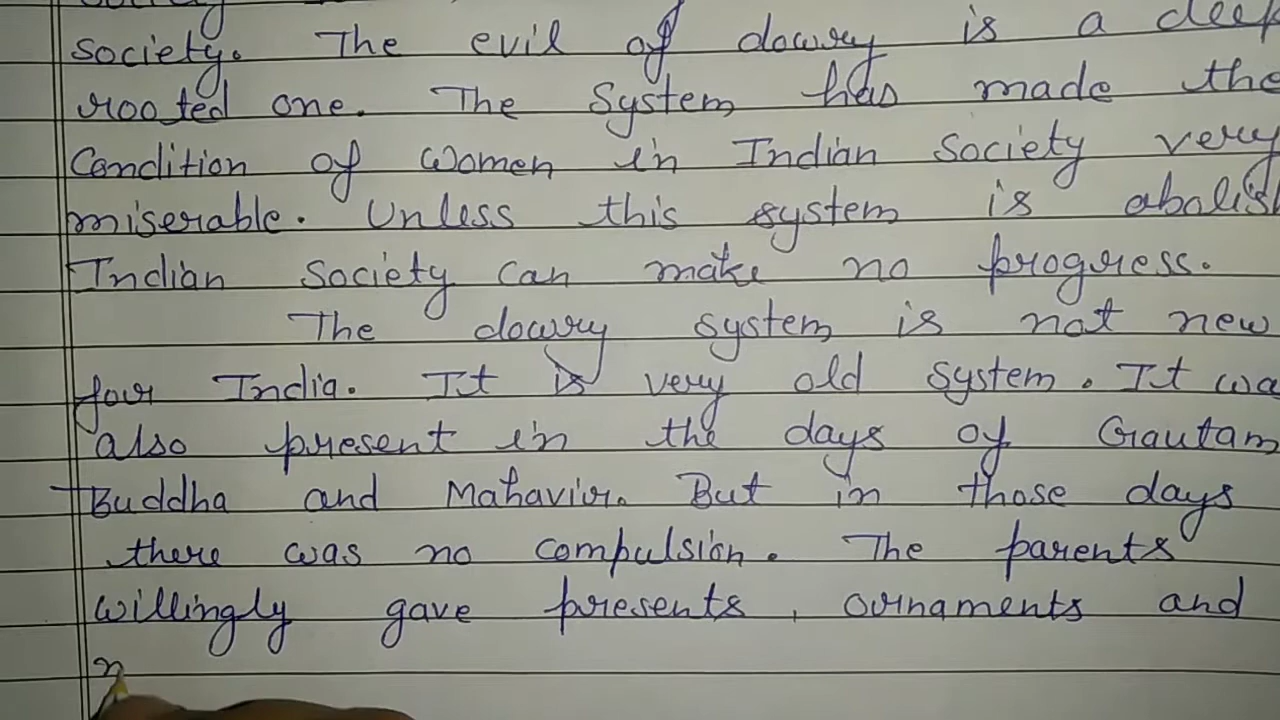 society. The evil of dowry is a deep
rooted one. The System has made the
Condition of women in Indian Society very
miserable. Unless this system is abolish
Indian Society can make no progress.
The dowry system is not new
for India. It is very old system. It wa
also present in the days of Gautam
Buddha and Mahavir. But in those days
there was no compulsion. The parents
willingly gave presents, ornaments and